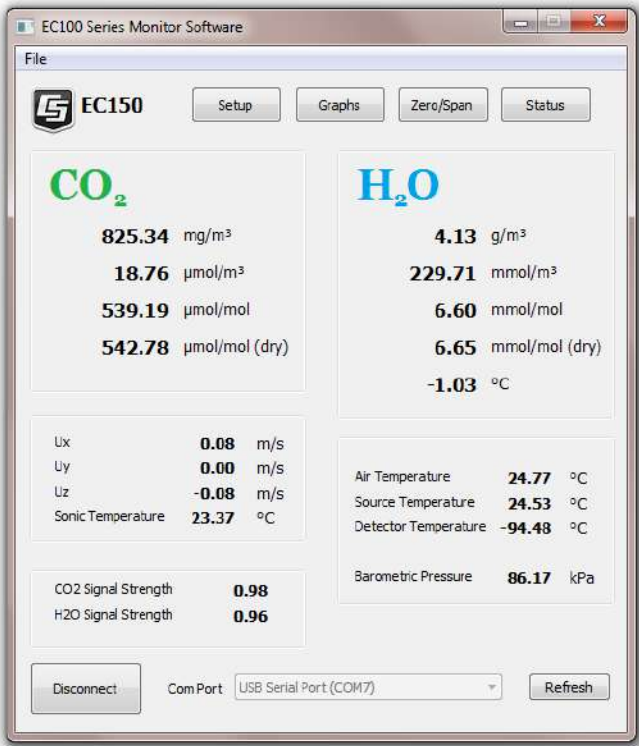 EC100 Series Monitor Software
File
EC150 Setup Graphs Zero/Span Status
CO₂
825.34 mg/m³
18.76 µmol/m³
539.19 µmol/mol
542.78 µmol/mol (dry)
H₂O
4.13 g/m³
229.71 mmol/m³
6.60 mmol/mol
6.65 mmol/mol (dry)
-1.03 ºC
Ux 0.08 m/s
Uy 0.00 m/s
Uz -0.08 m/s
Sonic Temperature 23.37 ºC
Air Temperature 24.77 ºC
Source Temperature 24.53 ºC
Detector Temperature -94.48 ºC
Barometric Pressure 86.17 kPa
CO2 Signal Strength 0.98
H2O Signal Strength 0.96
Disconnect Com Port USB Serial Port (COM7) Refresh